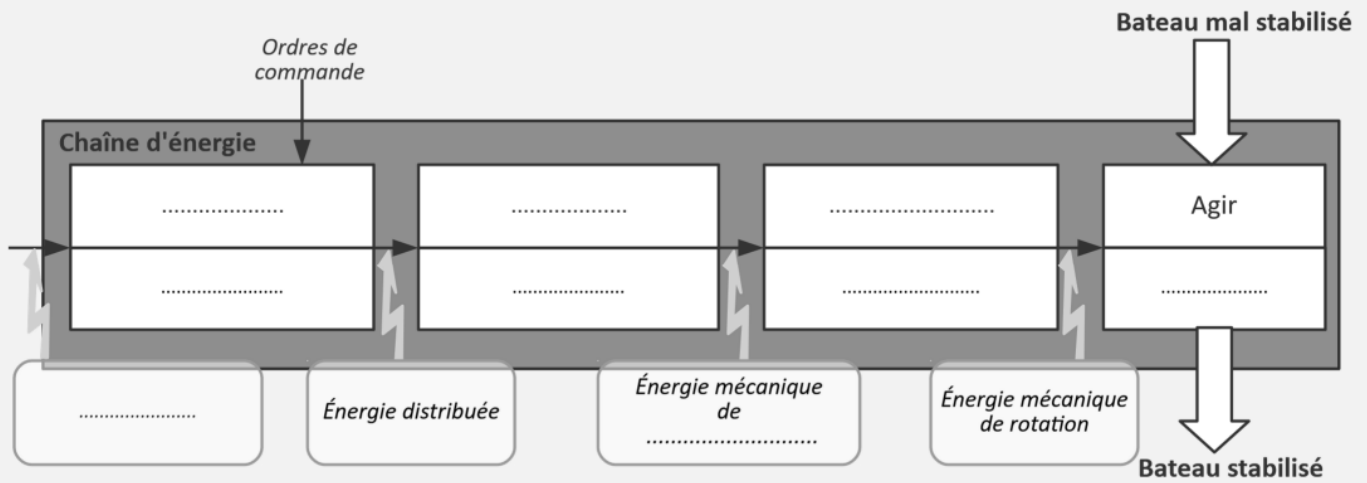 Bateau mal stabilisé
Ordres de
commande
Chaîne d'énergie
....................
...................
...........................
Agir
....................
..................
.......................
..................
.......................
Énergie distribuée
Énergie mécanique
de
............................
Énergie mécanique
de rotation
Bateau stabilisé